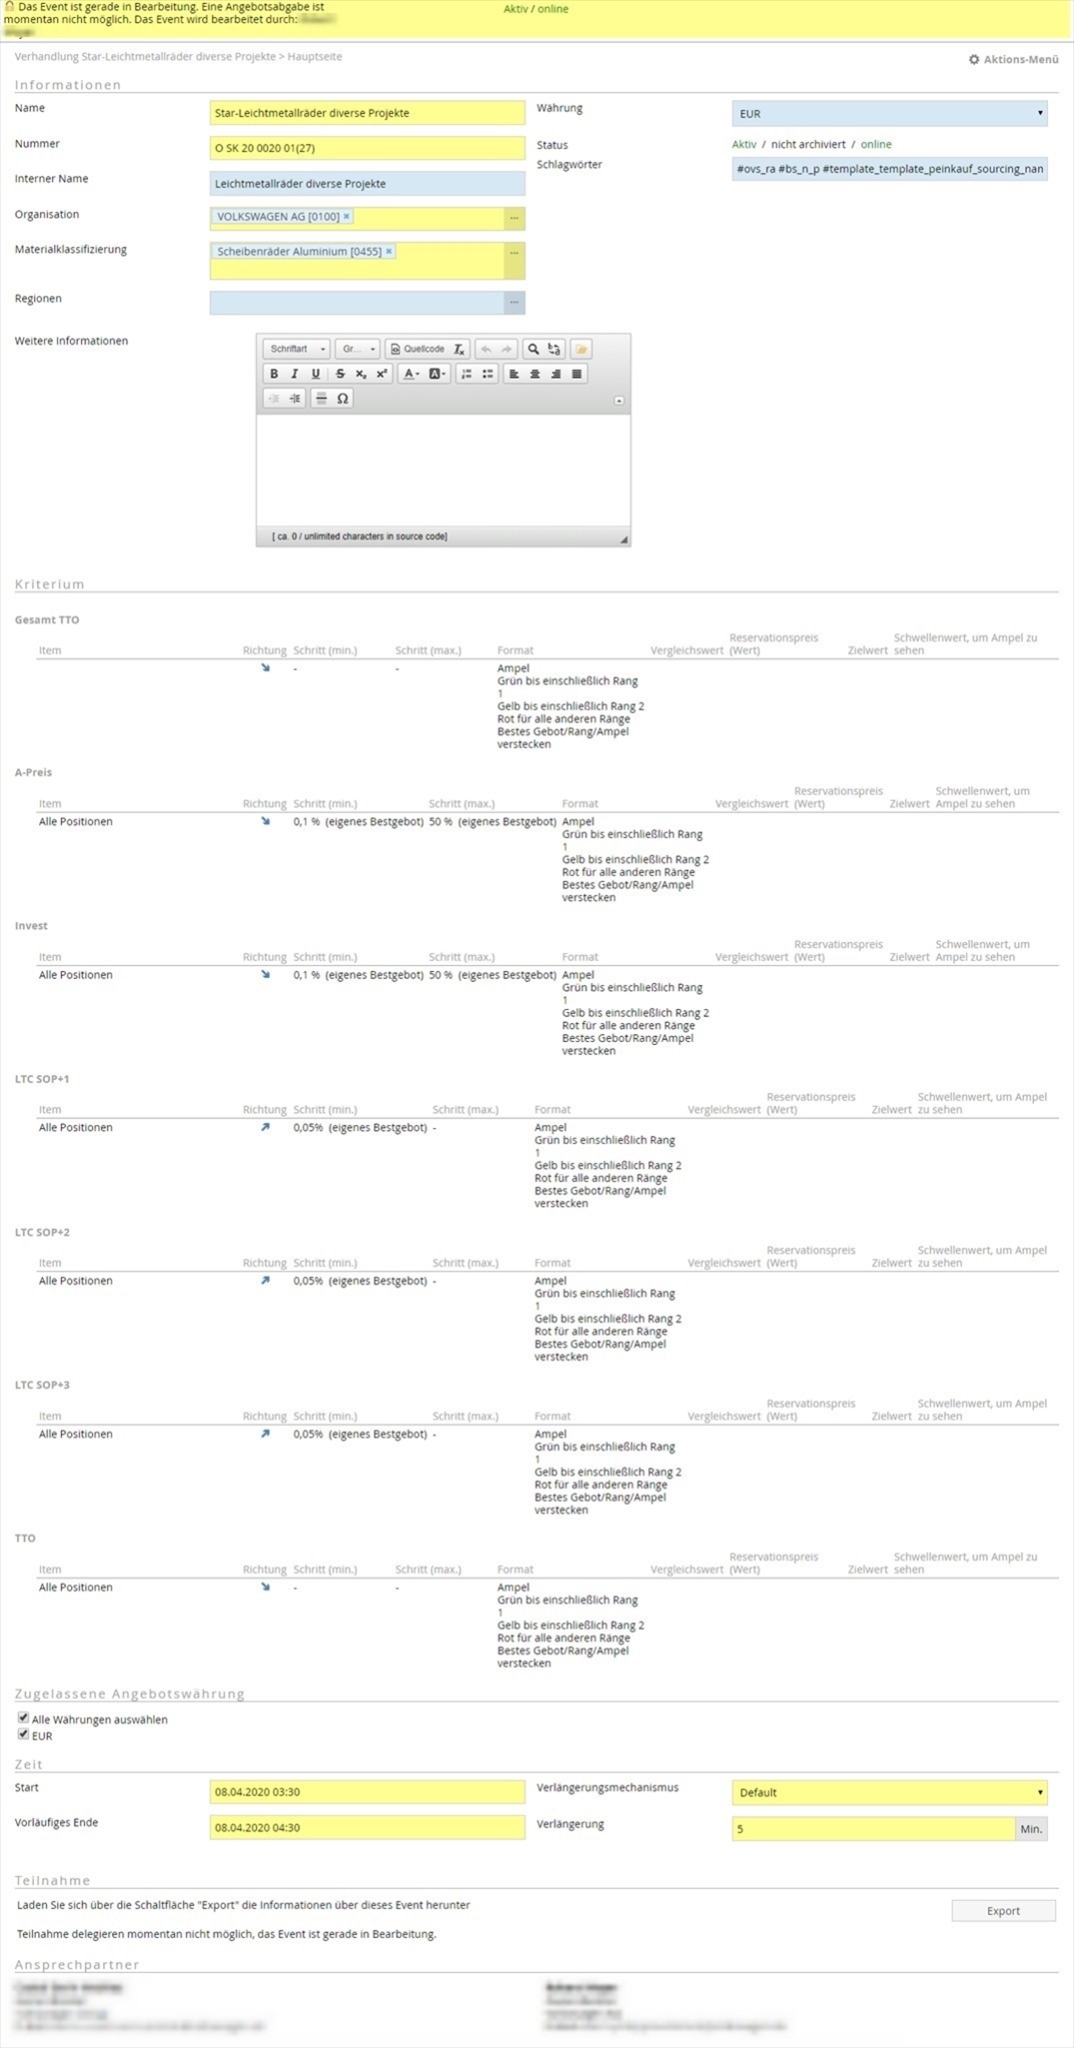 Das Event ist gerade in Bearbeitung. Eine Angebotsabgabe ist
momentan nicht möglich. Das Event wird bearbeitet durch:
Aktiv / online
Verhandlung Star-Leichtmetallräder diverse Projekte > Hauptseite
Aktions-Menü
Informationen
Name
Star-Leichtmetallräder diverse Projekte
Währung
EUR
Nummer
O SK 20 0020 01(27)
Status
Aktiv / nicht archiviert / online
Schlagwörter
#ovs_ra #bs_n_p #template_template_peinkauf_sourcing_nan
Interner Name
Leichtmetallräder diverse Projekte
Organisation
VOLKSWAGEN AG [0100] ×
...
Materialklassifizierung
Scheibenräder Aluminium [0455] ×
...
Regionen
...
Weitere Informationen
Schriftart
Gr...
Quellcode
B I U S x₂ x²
A A
Ω
[ ca. 0 / unlimited characters in source code]
Kriterium
Gesamt TTO
Item Richtung Schritt (min.) Schritt (max.) Format Vergleichswert Reservationspreis (Wert) Zielwert Schwellenwert, um Ampel zu sehen
- - Ampel
Grün bis einschließlich Rang
1
Gelb bis einschließlich Rang 2
Rot für alle anderen Ränge
Bestes Gebot/Rang/Ampel
verstecken
A-Preis
Item Richtung Schritt (min.) Schritt (max.) Format Vergleichswert Reservationspreis (Wert) Zielwert Schwellenwert, um Ampel zu sehen
Alle Positionen 0,1 % (eigenes Bestgebot) 50 % (eigenes Bestgebot) Ampel
Grün bis einschließlich Rang
1
Gelb bis einschließlich Rang 2
Rot für alle anderen Ränge
Bestes Gebot/Rang/Ampel
verstecken
Invest
Item Richtung Schritt (min.) Schritt (max.) Format Vergleichswert Reservationspreis (Wert) Zielwert Schwellenwert, um Ampel zu sehen
Alle Positionen 0,1 % (eigenes Bestgebot) 50 % (eigenes Bestgebot) Ampel
Grün bis einschließlich Rang
1
Gelb bis einschließlich Rang 2
Rot für alle anderen Ränge
Bestes Gebot/Rang/Ampel
verstecken
LTC SOP+1
Item Richtung Schritt (min.) Schritt (max.) Format Vergleichswert Reservationspreis (Wert) Zielwert Schwellenwert, um Ampel zu sehen
Alle Positionen 0,05% (eigenes Bestgebot) - Ampel
Grün bis einschließlich Rang
1
Gelb bis einschließlich Rang 2
Rot für alle anderen Ränge
Bestes Gebot/Rang/Ampel
verstecken
LTC SOP+2
Item Richtung Schritt (min.) Schritt (max.) Format Vergleichswert Reservationspreis (Wert) Zielwert Schwellenwert, um Ampel zu sehen
Alle Positionen 0,05% (eigenes Bestgebot) - Ampel
Grün bis einschließlich Rang
1
Gelb bis einschließlich Rang 2
Rot für alle anderen Ränge
Bestes Gebot/Rang/Ampel
verstecken
LTC SOP+3
Item Richtung Schritt (min.) Schritt (max.) Format Vergleichswert Reservationspreis (Wert) Zielwert Schwellenwert, um Ampel zu sehen
Alle Positionen 0,05% (eigenes Bestgebot) - Ampel
Grün bis einschließlich Rang
1
Gelb bis einschließlich Rang 2
Rot für alle anderen Ränge
Bestes Gebot/Rang/Ampel
verstecken
TTO
Item Richtung Schritt (min.) Schritt (max.) Format Vergleichswert Reservationspreis (Wert) Zielwert Schwellenwert, um Ampel zu sehen
Alle Positionen - - Ampel
Grün bis einschließlich Rang
1
Gelb bis einschließlich Rang 2
Rot für alle anderen Ränge
Bestes Gebot/Rang/Ampel
verstecken
Zugelassene Angebotswährung
Alle Währungen auswählen
EUR
Zeit
Start
08.04.2020 03:30
Verlängerungsmechanismus
Default
Vorläufiges Ende
08.04.2020 04:30
Verlängerung
5
Min.
Teilnahme
Laden Sie sich über die Schaltfläche "Export" die Informationen über dieses Event herunter
Export
Teilnahme delegieren momentan nicht möglich, das Event ist gerade in Bearbeitung.
Ansprechpartner